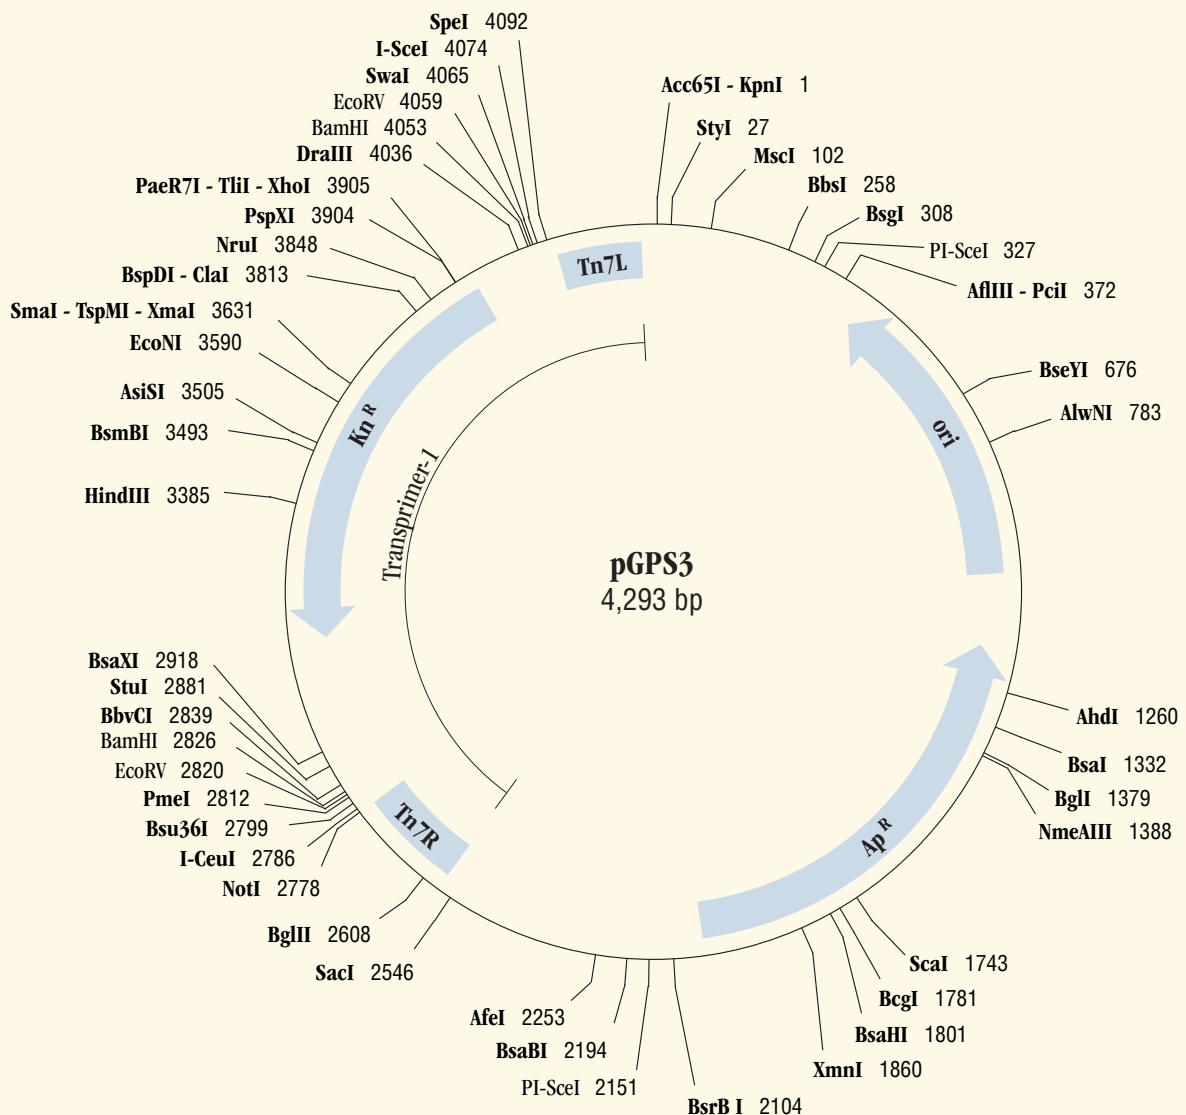 SpeI 4092
I-SceI 4074
SwaI 4065
EcoRV 4059
BamHI 4053
DraIII 4036
PaeR7I - TliI - XhoI 3905
PspXI 3904
NruI 3848
BspDI - ClaI 3813
SmaI - TspMI - XmaI 3631
EcoNI 3590
AsiSI 3505
BsmBI 3493
HindIII 3385
BsaXI 2918
StuI 2881
BbvCI 2839
BamHI 2826
EcoRV 2820
PmeI 2812
Bsu36I 2799
I-CeuI 2786
NotI 2778
BglII 2608
SacI 2546
AfeI 2253
BsaBI 2194
PI-SceI 2151
BsrB I 2104
Acc65I - KpnI 1
StyI 27
MscI 102
BbsI 258
BsgI 308
PI-SceI 327
AflIII - PciI 372
BseYI 676
AlwNI 783
AhdI 1260
BsaI 1332
BglI 1379
NmeAIII 1388
ScaI 1743
BcgI 1781
BsaHI 1801
XmnI 1860
Tn7L
Kn R
Transprimer-1
ori
pGPS3
4,293 bp
Tn7R
Ap R